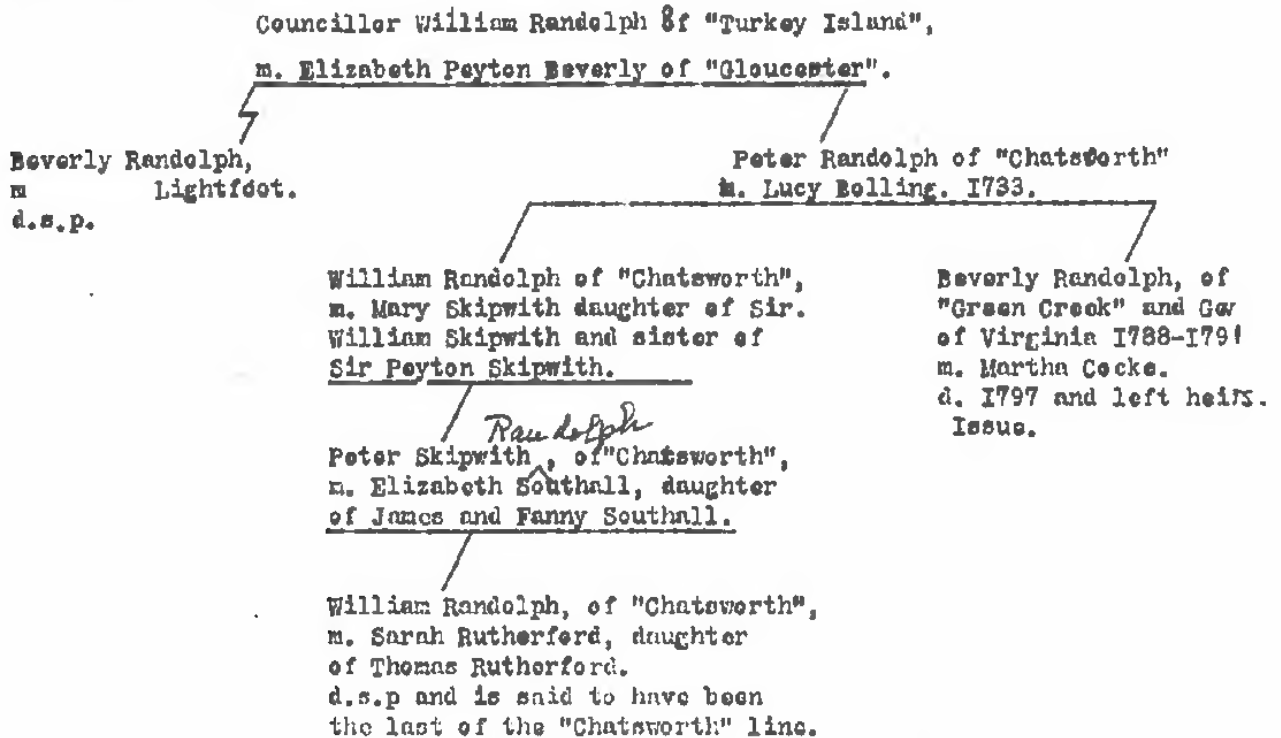 Councillor William Randolph of "Turkey Island",
m. Elizabeth Peyton Beverly of "Gloucester".
Beverly Randolph,
m Lightfoot.
d.s.p.
Peter Randolph of "Chatsworth"
m. Lucy Bolling. I733.
William Randolph of "Chatsworth",
m. Mary Skipwith daughter of Sir.
William Skipwith and sister of
Sir Peyton Skipwith.
Beverly Randolph, of
"Green Creek" and Gov
of Virginia I788-I791
m. Martha Cocke.
d. I797 and left heirs.
Issue.
Randolph
Peter Skipwith , of"Chatsworth",
m. Elizabeth Southall, daughter
of James and Fanny Southall.
William Randolph, of "Chatsworth",
m. Sarah Rutherford, daughter
of Thomas Rutherford.
d.s.p and is said to have been
the last of the "Chatsworth" line.